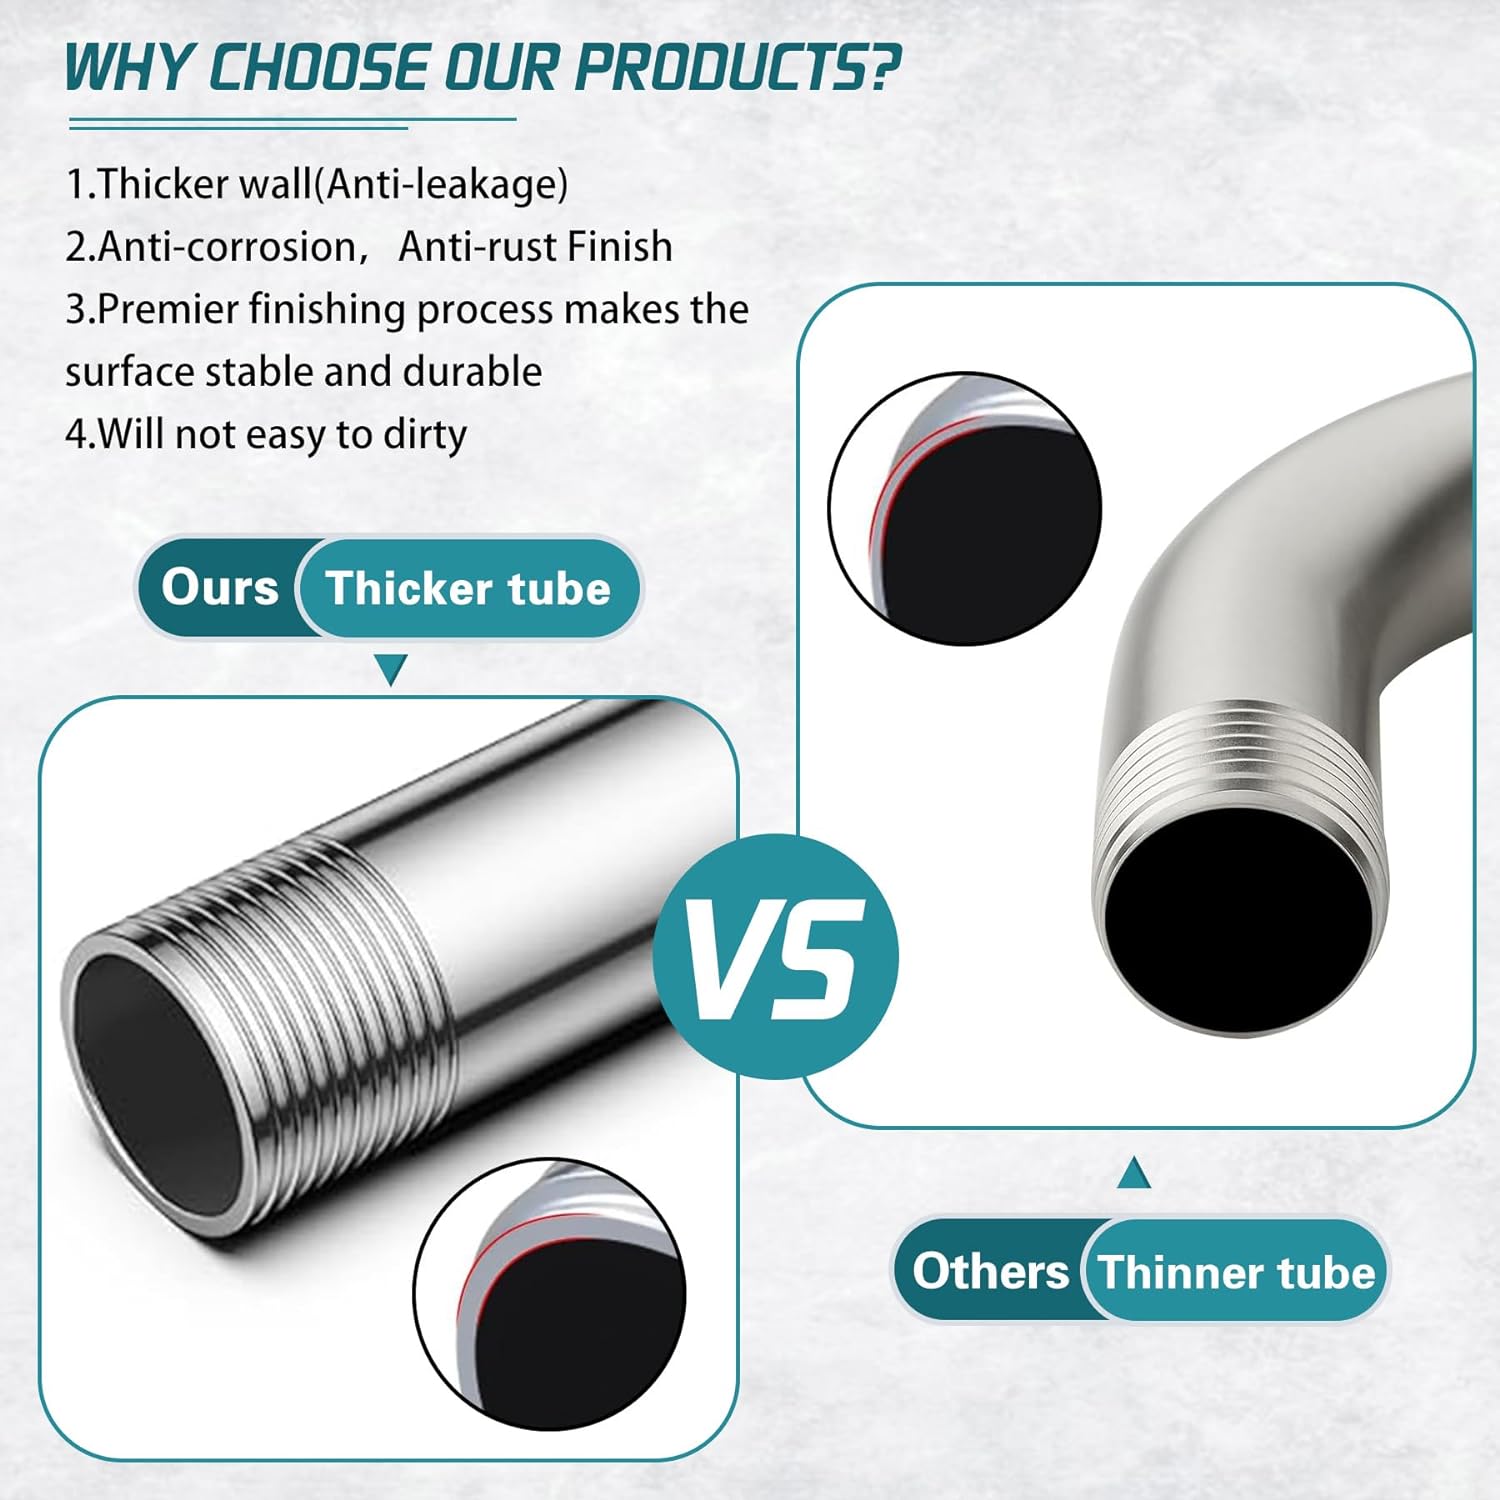 WHY CHOOSE OUR PRODUCTS?
1.Thicker wall(Anti-leakage)
2.Anti-corrosion， Anti-rust Finish
3.Premier finishing process makes the
surface stable and durable
4.Will not easy to dirty
Ours Thicker tube
VS
Others Thinner tube